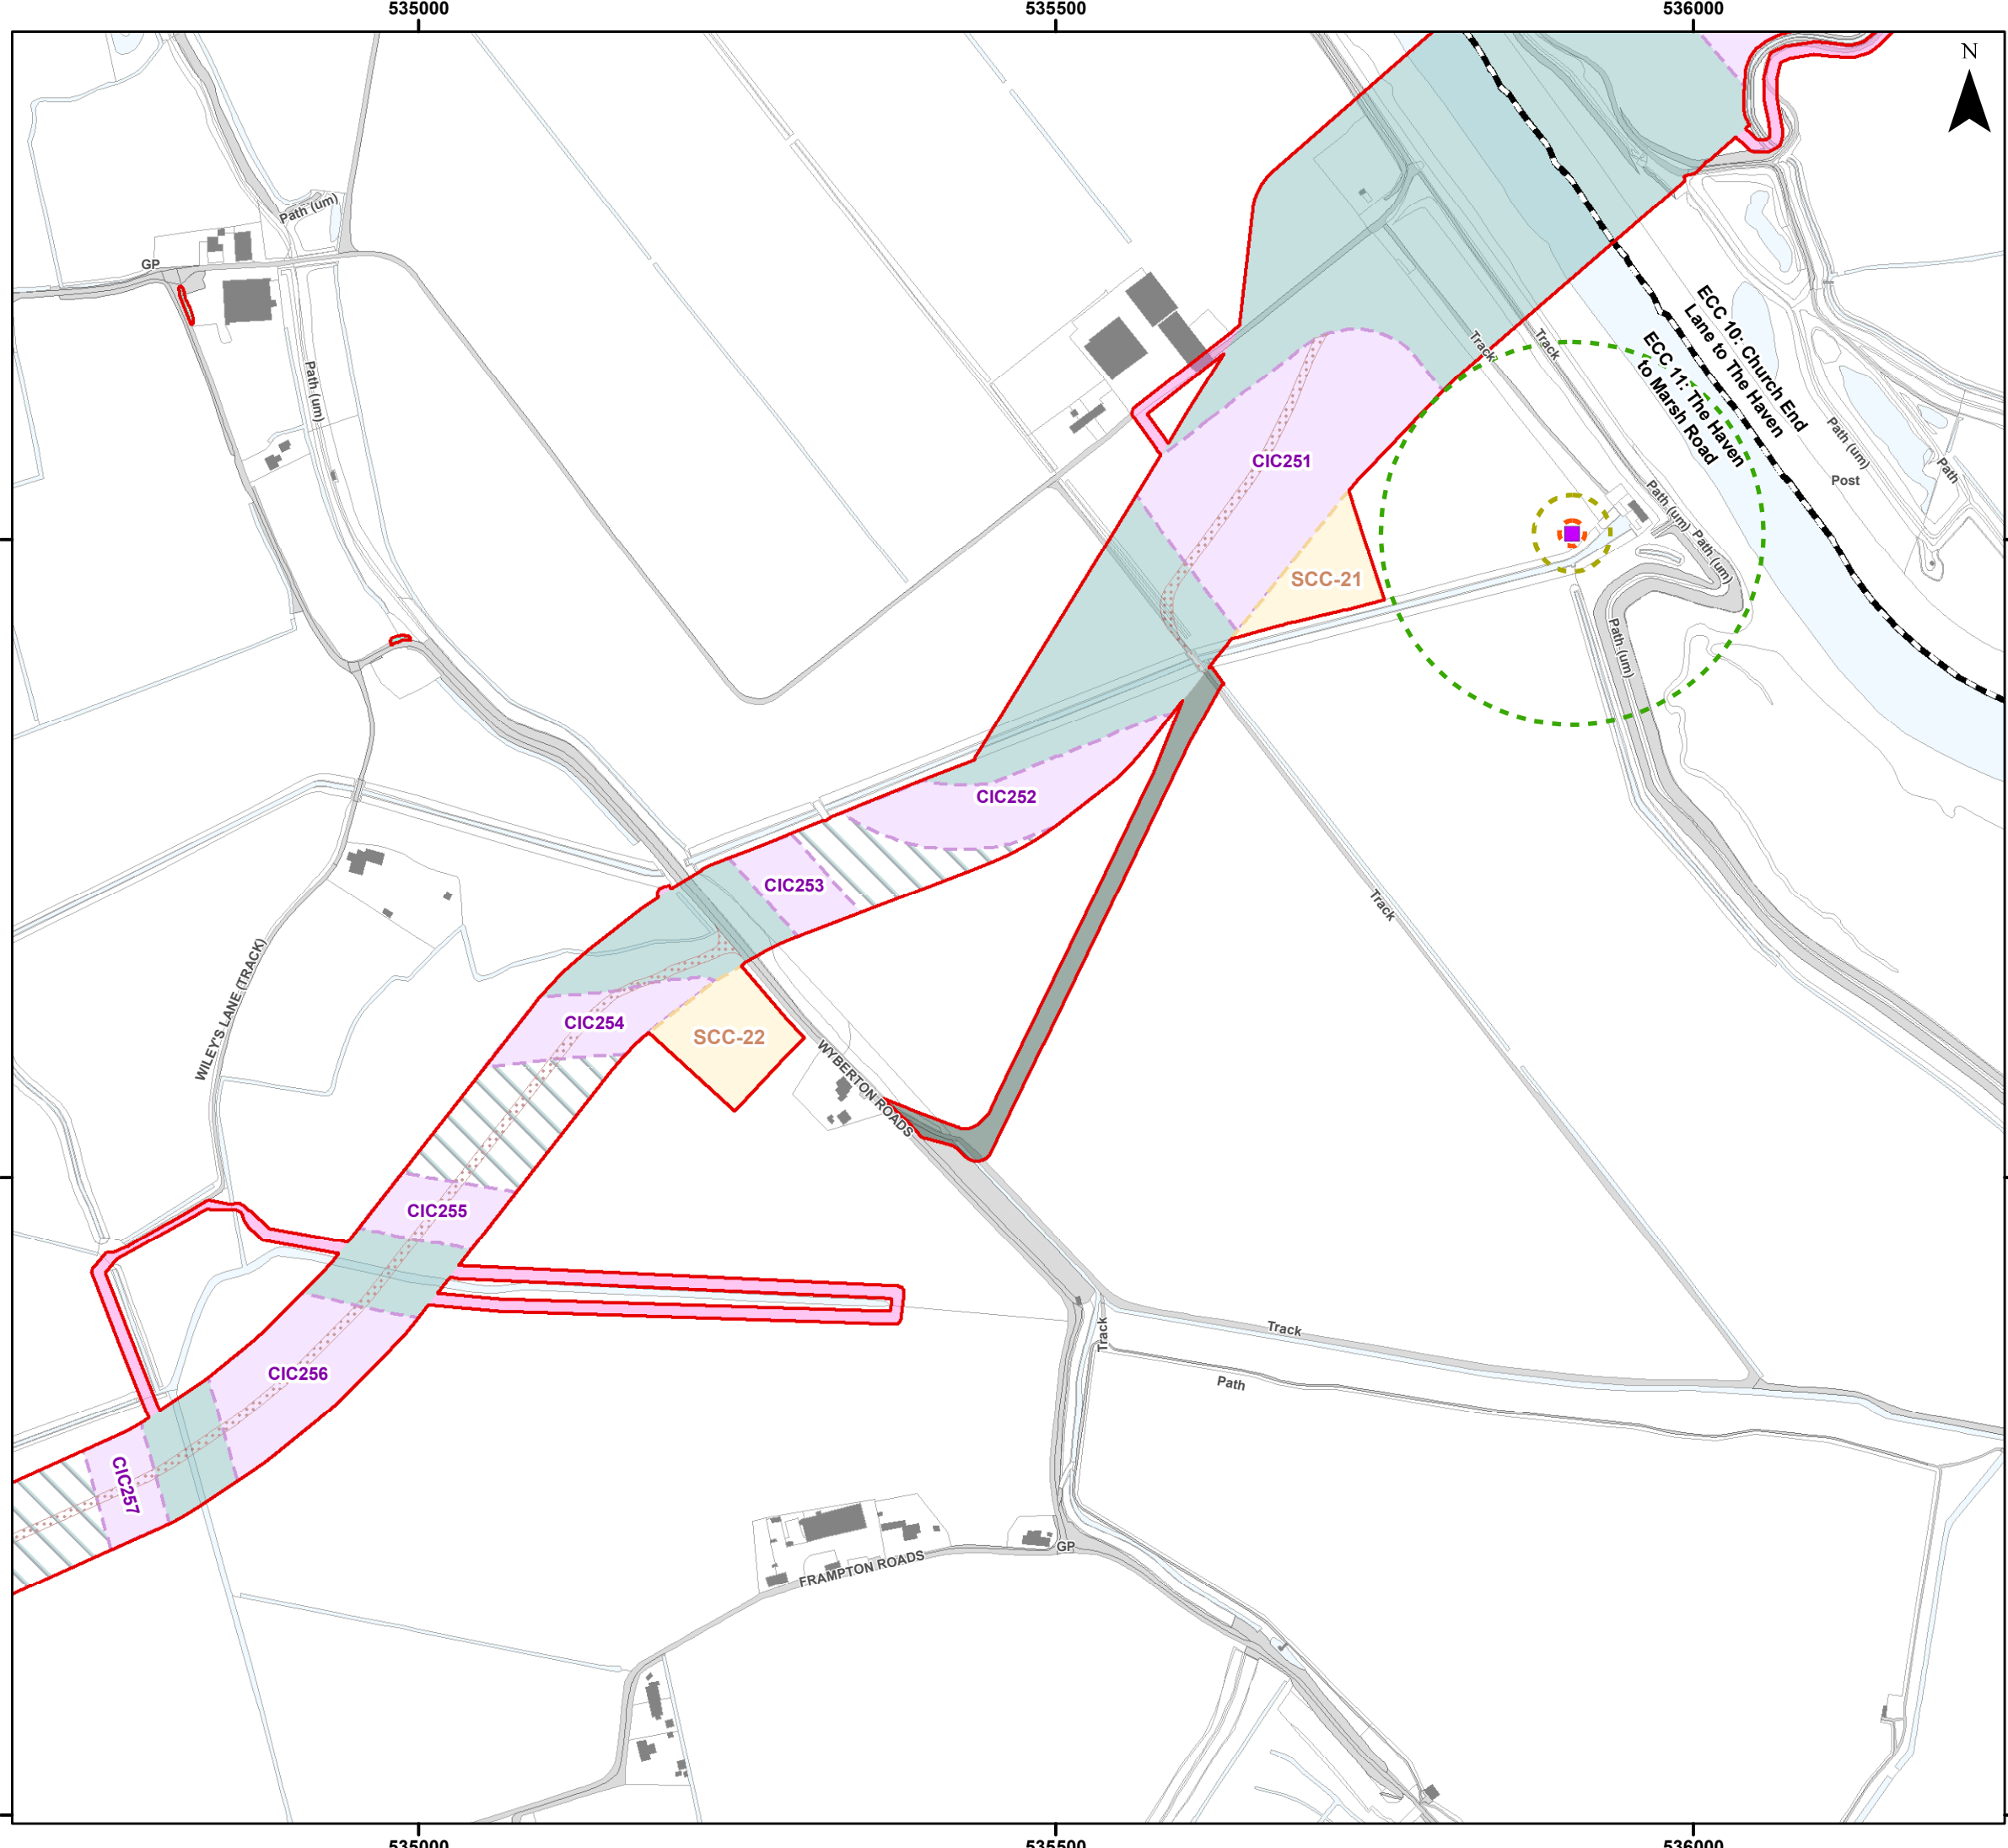 535000
535500
536000
N
Path (um)
GP
Path (um)
Track
Track
ECC 10: Church End
Lane to The Haven
ECC 11: The Haven
to Marsh Road
Path (um)
Path
Post
CIC251
Path (um)
Path (um)
SCC-21
Path (um)
CIC252
CIC253
Track
WILEY'S LANE (TRACK)
CIC254
SCC-22
WYBERTON ROADS
CIC255
Track
Track
CIC256
Path
CIC257
GP
FRAMPTON ROADS
535000
535500
536000